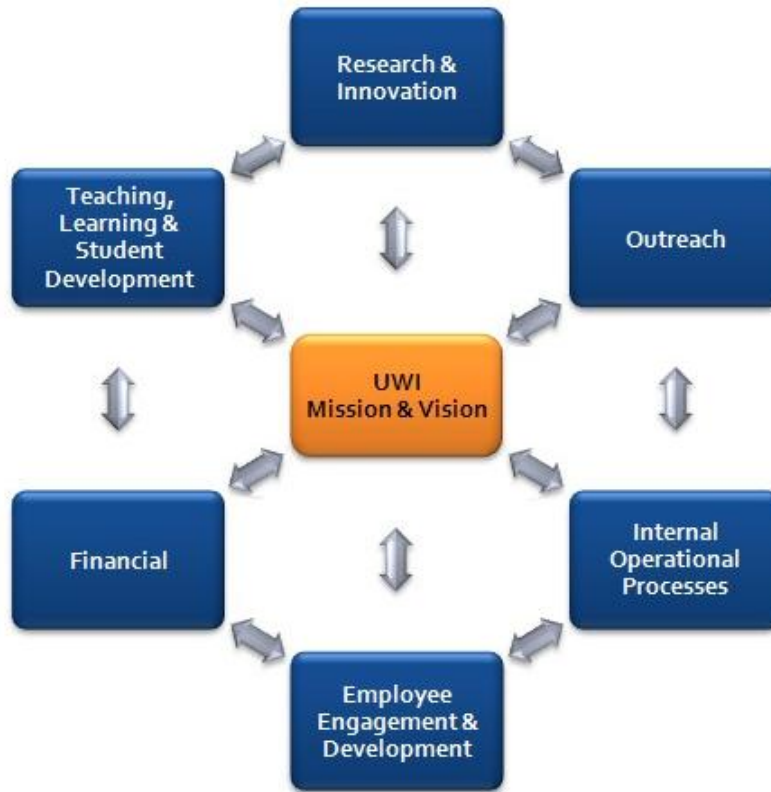 Research &
Innovation
Teaching,
Learning &
Student
Development
Outreach
UWI
Mission & Vision
Financial
Internal
Operational
Processes
Employee
Engagement &
Development